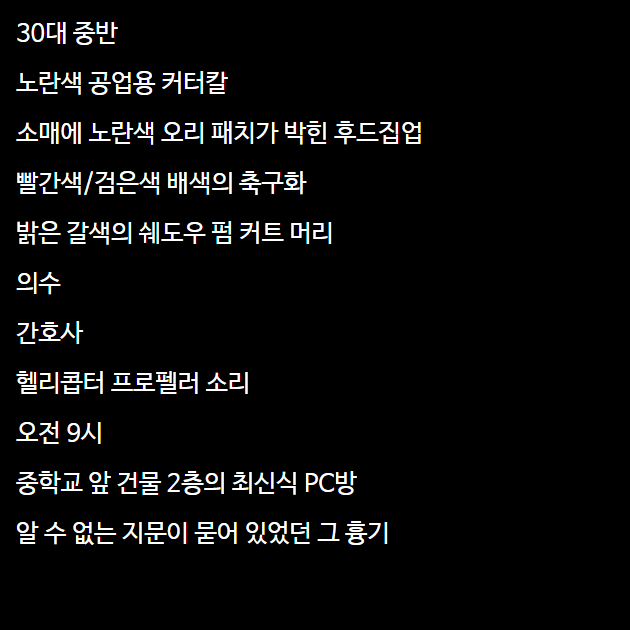 30대 중반
노란색 공업용 커터칼
소매에 노란색 오리 패치가 박힌 후드집업
빨간색/검은색 배색의 축구화
밝은 갈색의 쉐도우 펌 커트 머리
의수
간호사
헬리콥터 프로펠러 소리
오전 9시
중학교 앞 건물 2층의 최신식 PC방
알 수 없는 지문이 묻어 있었던 그 흉기